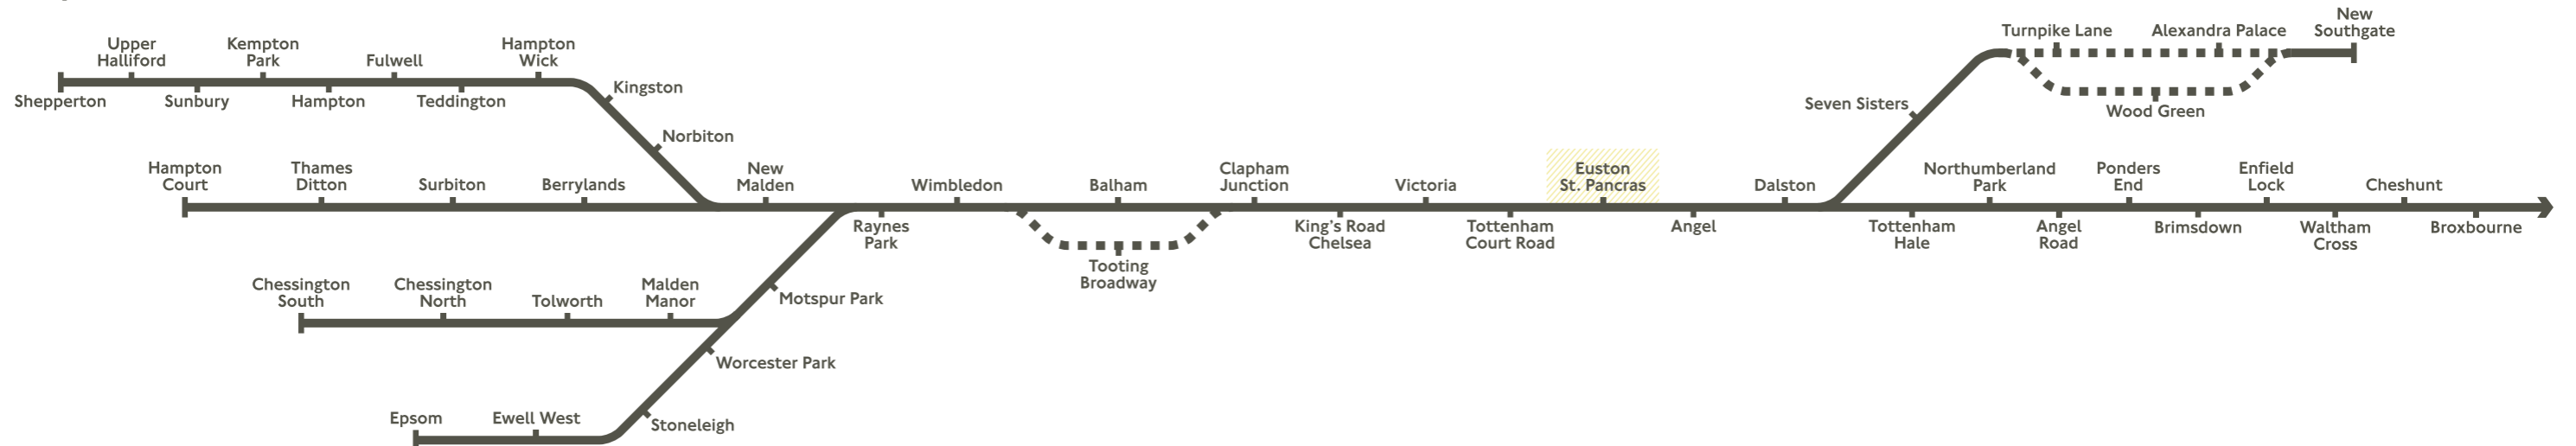 New
Southgate
Turnpike Lane
Alexandra Palace
Upper
Halliford
Kempton
Park
Fulwell
Hampton
Wick
Kingston
Shepperton
Sunbury
Hampton
Teddington
Seven Sisters
Wood Green
Norbiton
Hampton
Court
Thames
Ditton
Surbiton
Berrylands
New
Malden
Wimbledon
Balham
Clapham
Junction
Victoria
Euston
St. Pancras
Dalston
Northumberland
Park
Ponders
End
Enfield
Lock
Cheshunt
Raynes
Park
King's Road
Chelsea
Tottenham
Court Road
Angel
Tottenham
Hale
Angel
Road
Brimsdown
Waltham
Cross
Broxbourne
Tooting
Broadway
Chessington
South
Chessington
North
Tolworth
Malden
Manor
Motspur Park
Worcester Park
Epsom
Ewell West
Stoneleigh